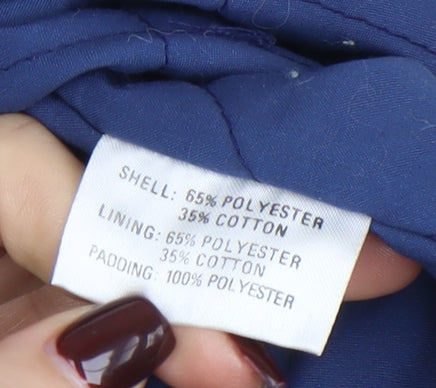 SHELL: 65% POLYESTER
35% COTTON
LINING: 65% POLYESTER
35% COTTON
PADDING: 100% POLYESTER